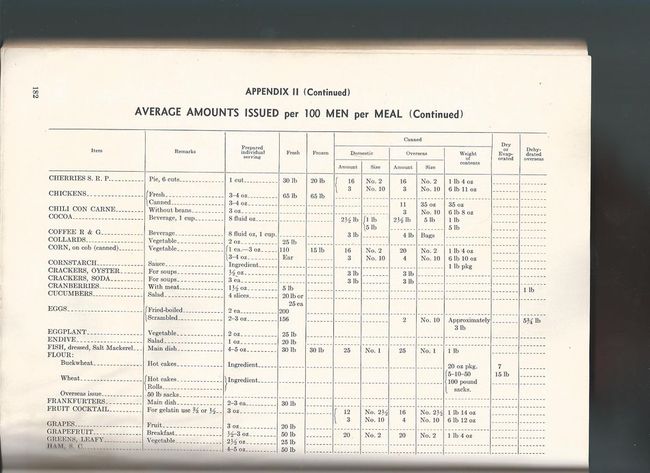 182
APPENDIX II (Continued)
AVERAGE AMOUNTS ISSUED per 100 MEN per MEAL (Continued)
Item Remarks Prepared individual serving Fresh Frozen Canned Dry or Evaporated Dehydrated overseas
Domestic Overseas Weight of contents
Amount Size Amount Size
CHERRIES S. R. P. Pie, 6 cuts 1 cut 30 lb 20 lb 16 No. 2 16 No. 2 1 lb 4 oz
3 No. 10 3 No. 10 6 lb 11 oz
CHICKENS Fresh 3–4 oz 65 lb 65 lb
Canned 3–4 oz 11 35 oz 35 oz
CHILI CON CARNE Without beans 3 oz 3 No. 10 6 lb 8 oz
COCOA Beverage, 1 cup 8 fluid oz 2½ lb 1 lb 2½ lb 5 lb 1 lb
5 lb 5 lb
COFFEE R & G Beverage 8 fluid oz, 1 cup 3 lb 4 lb Bags
COLLARDS Vegetable 2 oz 25 lb
CORN, on cob (canned) Vegetable 1 ea.—3 oz 110 15 lb 16 No. 2 20 No. 2 1 lb 4 oz
3–4 oz Ear 3 No. 10 4 No. 10 6 lb 10 oz
CORNSTARCH Sauce Ingredient 1 lb pkg
CRACKERS, OYSTER For soups ½ oz 3 lb 3 lb
CRACKERS, SODA For soups 3 ea 3 lb 3 lb
CRANBERRIES With meat 1½ oz 5 lb 1 lb
CUCUMBERS Salad 4 slices 20 lb or
25 ea
EGGS Fried-boiled 2 ea 200
Scrambled 2–3 oz 156 2 No. 10 Approximately 3 lb 5¾ lb
EGGPLANT Vegetable 2 oz 25 lb
ENDIVE Salad 1 oz 20 lb
FISH, dressed, Salt Mackerel Main dish 4–5 oz 30 lb 30 lb 25 No. 1 25 No. 1 1 lb
FLOUR:
Buckwheat Hot cakes Ingredient 20 oz pkg. 7
Wheat Hot cakes Ingredient 5-10-50 15 lb
Rolls 100 pound sacks.
Overseas issue 50 lb sacks
FRANKFURTERS Main dish 2–3 ea 30 lb
FRUIT COCKTAIL For gelatin use ¾ or ½ 3 oz 12 No. 2½ 16 No. 2½ 1 lb 14 oz
3 No. 10 4 No. 10 6 lb 12 oz
GRAPES Fruit 3 oz 20 lb
GRAPEFRUIT Breakfast ½–3 oz 50 lb 20 No. 2 20 No. 2 1 lb 4 oz
GREENS, LEAFY Vegetable 2½ oz 25 lb
HAM, S. C. 4–5 oz 50 lb